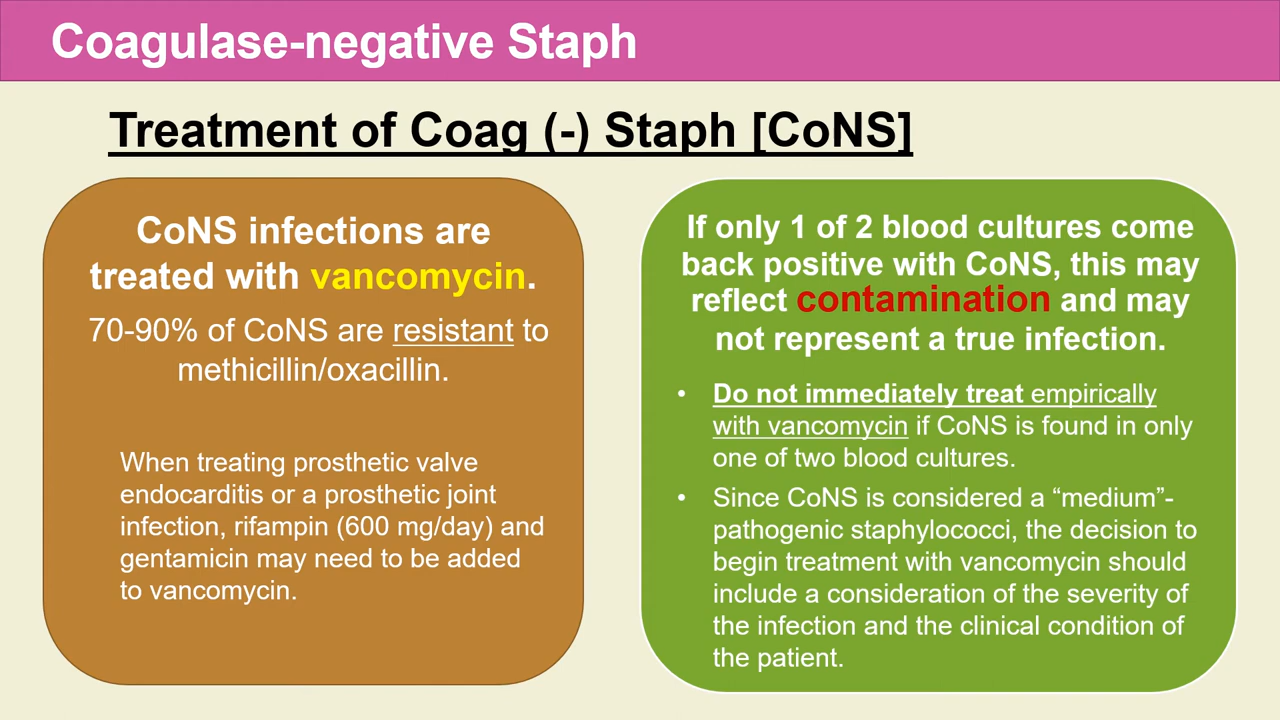 Coagulase-negative Staph
Treatment of Coag (-) Staph [CoNS]
CoNS infections are
treated with vancomycin.
70-90% of CoNS are resistant to
methicillin/oxacillin.
When treating prosthetic valve
endocarditis or a prosthetic joint
infection, rifampin (600 mg/day) and
gentamicin may need to be added
to vancomycin.
If only 1 of 2 blood cultures come
back positive with CoNS, this may
reflect contamination and may
not represent a true infection.
• Do not immediately treat empirically
with vancomycin if CoNS is found in only
one of two blood cultures.
• Since CoNS is considered a “medium”-
pathogenic staphylococci, the decision to
begin treatment with vancomycin should
include a consideration of the severity of
the infection and the clinical condition of
the patient.